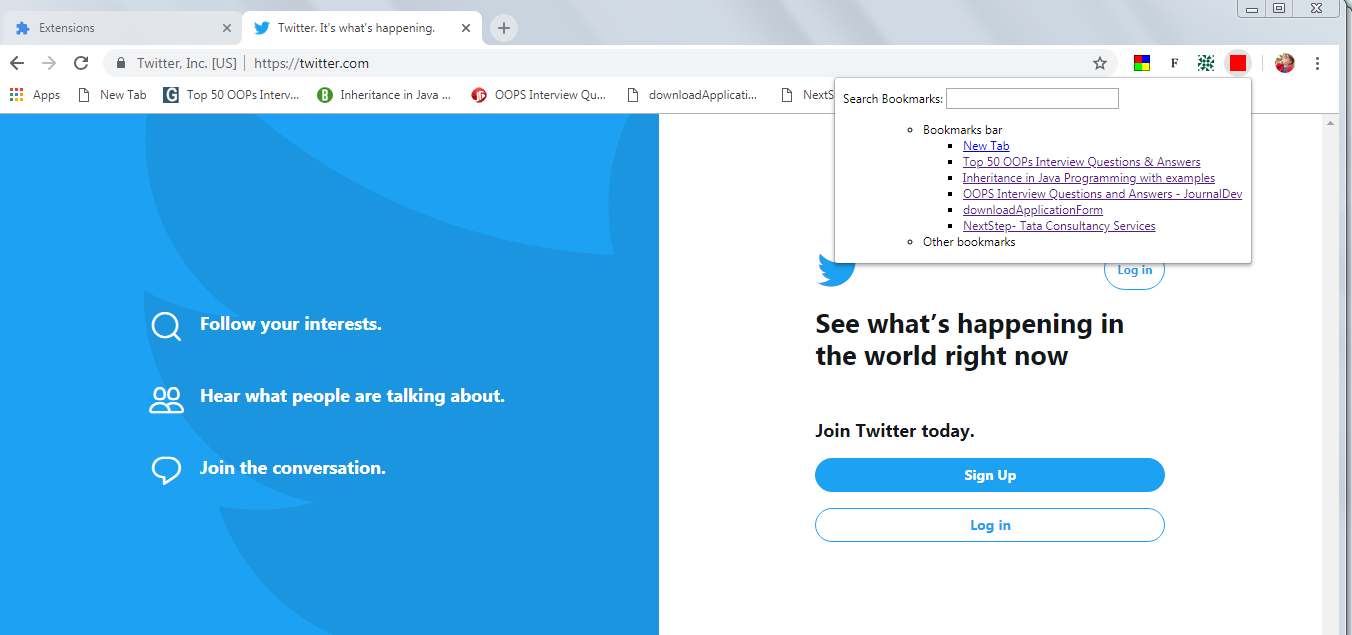 Extensions
Twitter. It's what's happening.
Twitter, Inc. [US] | https://twitter.com
F
Apps
New Tab
Top 50 OOPs Interv...
Inheritance in Java ...
OOPS Interview Qu...
downloadApplicati...
NextS
Search Bookmarks:
Bookmarks bar
New Tab
Top 50 OOPs Interview Questions & Answers
Inheritance in Java Programming with examples
OOPS Interview Questions and Answers - JournalDev
downloadApplicationForm
NextStep- Tata Consultancy Services
Other bookmarks
Follow your interests.
Hear what people are talking about.
Join the conversation.
Log in
See what's happening in
the world right now
Join Twitter today.
Sign Up
Log in